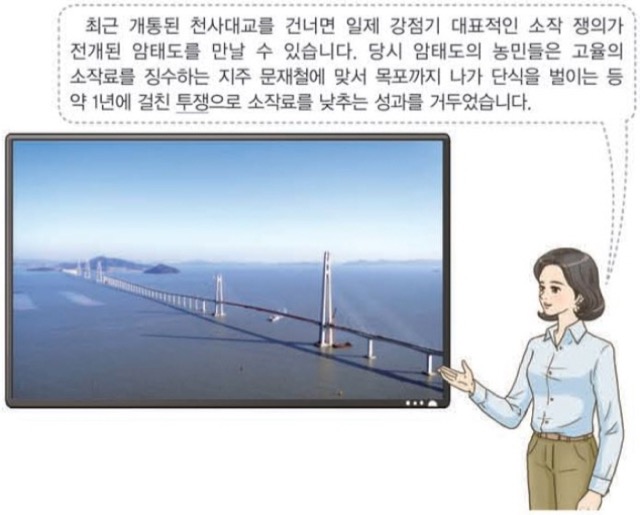 최근 개통된 천사대교를 건너면 일제 강점기 대표적인 소작 쟁의가
전개된 암태도를 만날 수 있습니다. 당시 암태도의 농민들은 고율의
소작료를 징수하는 지주 문재철에 맞서 목포까지 나가 단식을 벌이는 등
약 1년에 걸친 투쟁으로 소작료를 낮추는 성과를 거두었습니다.